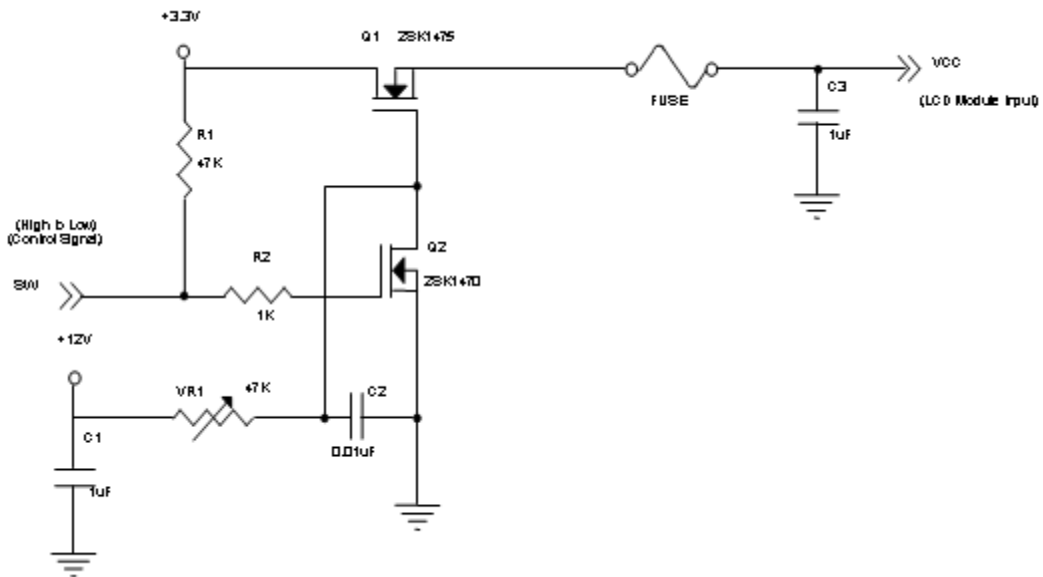 +3.3V
Q1 2SK1475
VCC
FUSE
C3
(LCD Module Input)
R1
1uF
47K
(High to Low)
(Control Signal)
Q2
R2
SW
2SK1470
1K
+12V
VR1
47K
C2
C1
0.01uF
1uF